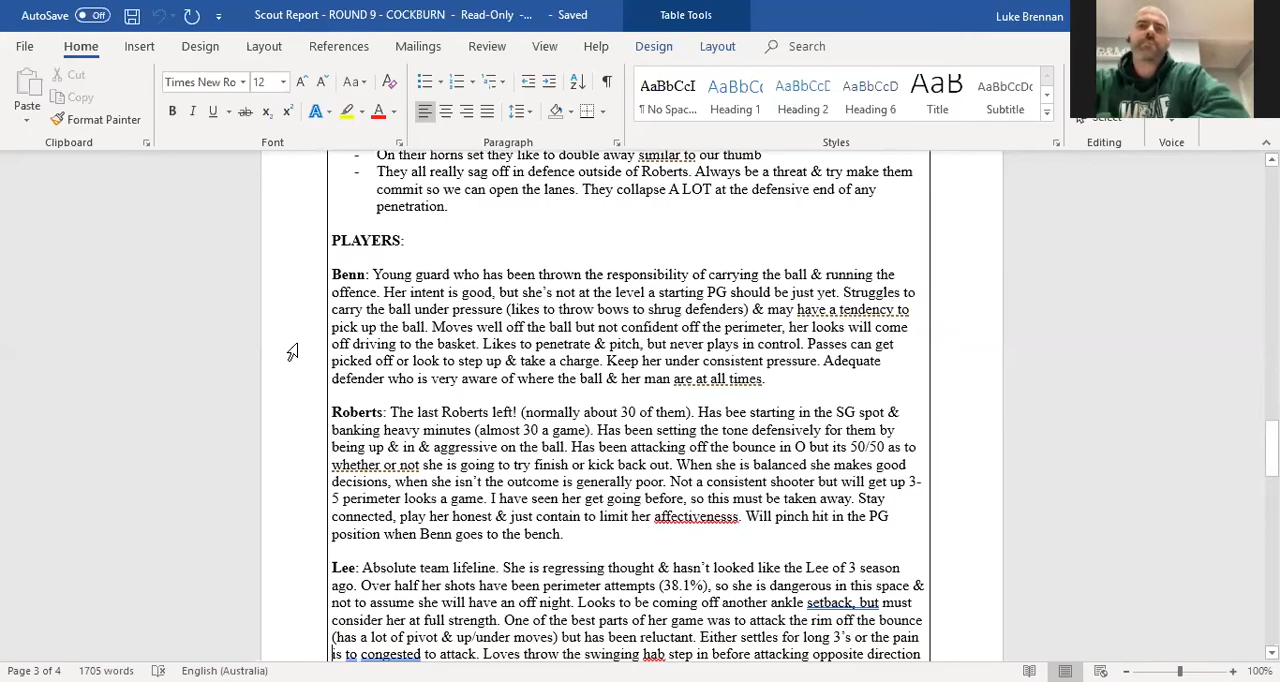 AutoSave Off Scout Report - ROUND 9 - COCKBURN - Read-Only -... - Saved Table Tools Luke Brennan
File Home Insert Design Layout References Mailings Review View Help Design Layout Search
Paste Cut Copy Format Painter
Times New Ro 12 A A Aa
B I U ab x₂ x² A A
AaBbCcI AaBbC AaBbCcDc AaBbCcD AaB AaBbCcDc
¶ No Spac... Heading 1 Heading 2 Heading 6 Title Subtitle
Select
Clipboard Font Paragraph Styles Editing Voice
- On their horns set they like to double away similar to our thumb
- They all really sag off in defence outside of Roberts. Always be a threat & try make them
commit so we can open the lanes. They collapse A LOT at the defensive end of any
penetration.
PLAYERS:
Benn: Young guard who has been thrown the responsibility of carrying the ball & running the
offence. Her intent is good, but she's not at the level a starting PG should be just yet. Struggles to
carry the ball under pressure (likes to throw bows to shrug defenders) & may have a tendency to
pick up the ball. Moves well off the ball but not confident off the perimeter, her looks will come
off driving to the basket. Likes to penetrate & pitch, but never plays in control. Passes can get
picked off or look to step up & take a charge. Keep her under consistent pressure. Adequate
defender who is very aware of where the ball & her man are at all times.
Roberts: The last Roberts left! (normally about 30 of them). Has bee starting in the SG spot &
banking heavy minutes (almost 30 a game). Has been setting the tone defensively for them by
being up & in & aggressive on the ball. Has been attacking off the bounce in O but its 50/50 as to
whether or not she is going to try finish or kick back out. When she is balanced she makes good
decisions, when she isn't the outcome is generally poor. Not a consistent shooter but will get up 3-
5 perimeter looks a game. I have seen her get going before, so this must be taken away. Stay
connected, play her honest & just contain to limit her affectivenesss. Will pinch hit in the PG
position when Benn goes to the bench.
Lee: Absolute team lifeline. She is regressing thought & hasn't looked like the Lee of 3 season
ago. Over half her shots have been perimeter attempts (38.1%), so she is dangerous in this space &
not to assume she will have an off night. Looks to be coming off another ankle setback, but must
consider her at full strength. One of the best parts of her game was to attack the rim off the bounce
(has a lot of pivot & up/under moves) but has been reluctant. Either settles for long 3's or the pain
is to congested to attack. Loves throw the swinging hab step in before attacking opposite direction
Page 3 of 4 1705 words English (Australia) 100%